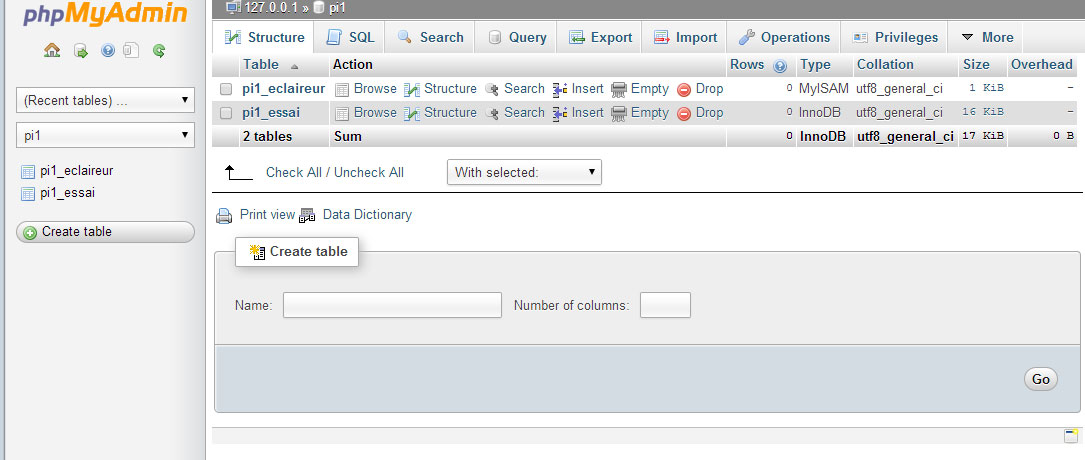 phpMyAdmin
127.0.0.1 » pi1
Structure SQL Search Query Export Import Operations Privileges More
(Recent tables) ...
pi1
pi1_eclaireur
pi1_essai
Create table
Table Action Rows Type Collation Size Overhead
pi1_eclaireur Browse Structure Search Insert Empty Drop 0 MyISAM utf8_general_ci 1 KiB -
pi1_essai Browse Structure Search Insert Empty Drop 0 InnoDB utf8_general_ci 16 KiB -
2 tables Sum 0 InnoDB utf8_general_ci 17 KiB 0 B
Check All / Uncheck All With selected:
Print view Data Dictionary
Create table
Name: Number of columns:
Go